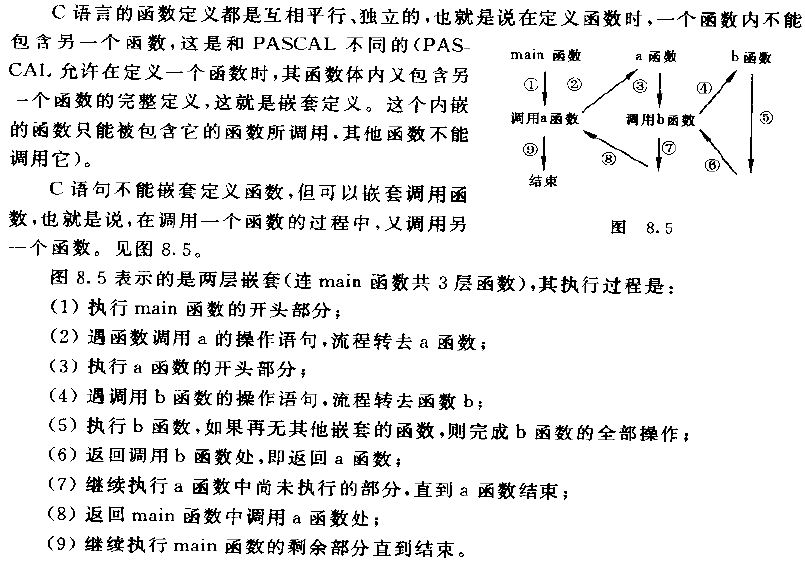 C语言的函数定义都是互相平行、独立的,也就是说在定义函数时,一个函数内不能
包含另一个函数,这是和 PASCAL 不同的(PAS-
CAL 允许在定义一个函数时,其函数体内又包含另
一个函数的完整定义,这就是嵌套定义。这个内嵌
的函数只能被包含它的函数所调用,其他函数不能
调用它)。
C语句不能嵌套定义函数,但可以嵌套调用函
数,也就是说,在调用一个函数的过程中,又调用另
一个函数。见图 8.5。
main 函数 a 函数 b 函数
① ② ③ ④
调用a函数 调用b函数 ⑤
⑨ ⑧ ⑦ ⑥
结束
图 8.5
图 8.5 表示的是两层嵌套(连 main 函数共 3 层函数),其执行过程是:
(1) 执行 main 函数的开头部分;
(2) 遇函数调用 a 的操作语句,流程转去 a 函数;
(3) 执行 a 函数的开头部分;
(4) 遇调用 b 函数的操作语句,流程转去函数 b;
(5) 执行 b 函数,如果再无其他嵌套的函数,则完成 b 函数的全部操作;
(6) 返回调用 b 函数处,即返回 a 函数;
(7) 继续执行 a 函数中尚未执行的部分,直到 a 函数结束;
(8) 返回 main 函数中调用 a 函数处;
(9) 继续执行 main 函数的剩余部分直到结束。